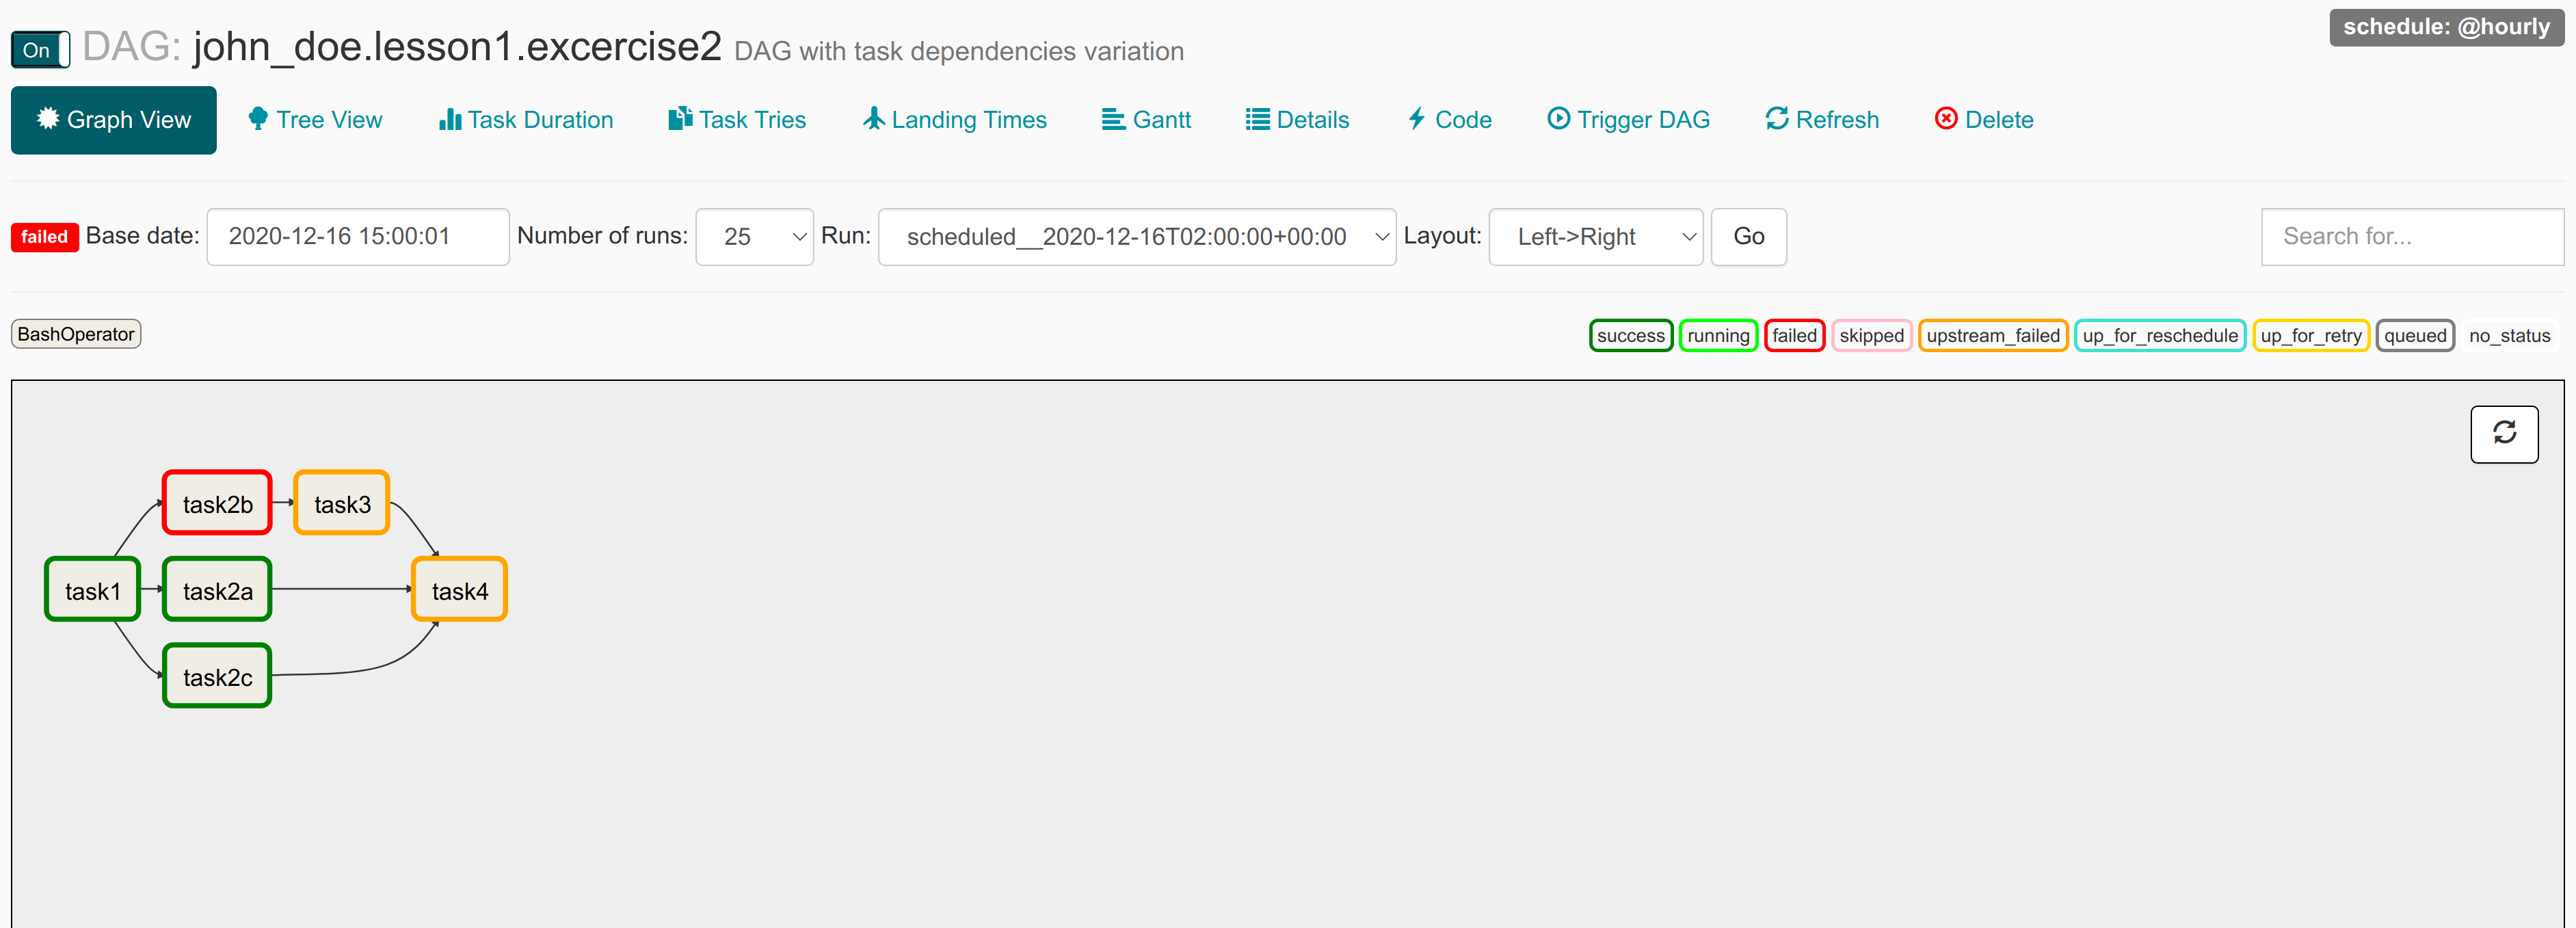 On DAG: john_doe.lesson1.excercise2 DAG with task dependencies variation schedule: @hourly
Graph View Tree View Task Duration Task Tries Landing Times Gantt Details Code Trigger DAG Refresh Delete
failed Base date: 2020-12-16 15:00:01 Number of runs: 25 Run: scheduled__2020-12-16T02:00:00+00:00 Layout: Left->Right Go Search for...
BashOperator success running failed skipped upstream_failed up_for_reschedule up_for_retry queued no_status
task2b task3
task1 task2a task4
task2c